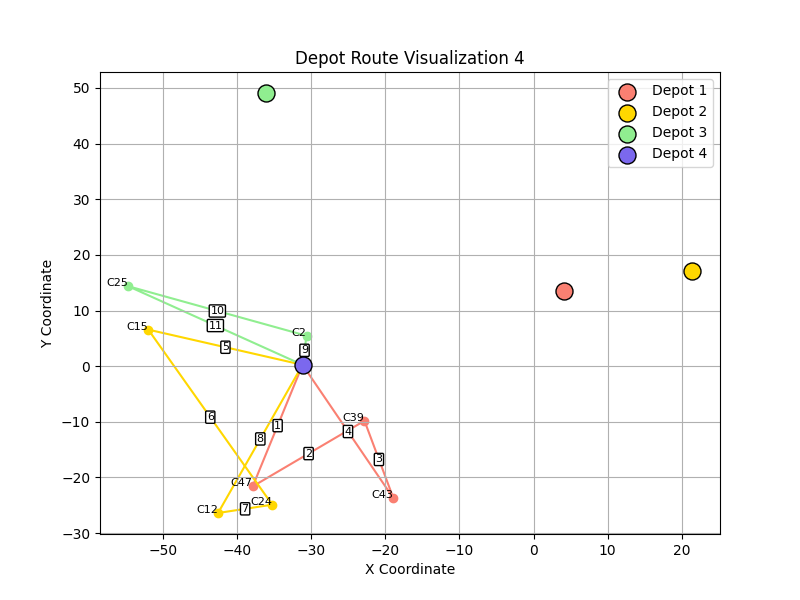 Depot Route Visualization 4
Y Coordinate
50
40
30
20
10
0
−10
−20
−30
Depot 1
Depot 2
Depot 3
Depot 4
C25
10
11
C15
C2
5
9
6
C39
1
4
8
2
3
C47
C43
C24
C12
7
−50
−40
−30
−20
−10
0
10
20
X Coordinate